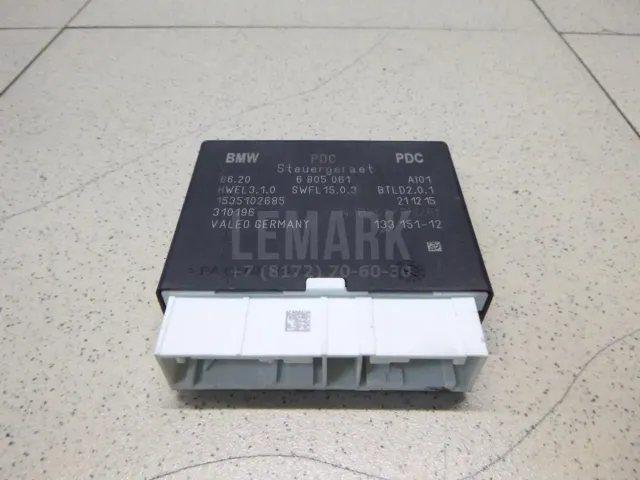 BMW PDC PDC
Steuergeraet
66.20 6 805 061 AI01
HWEL3.1.0 SWFL15.0.3 BTLD2.0.1
1535102685 211215
310196
VALEO GERMANY 133 151-12
LEMARK
+7 (8172) 70-60-30